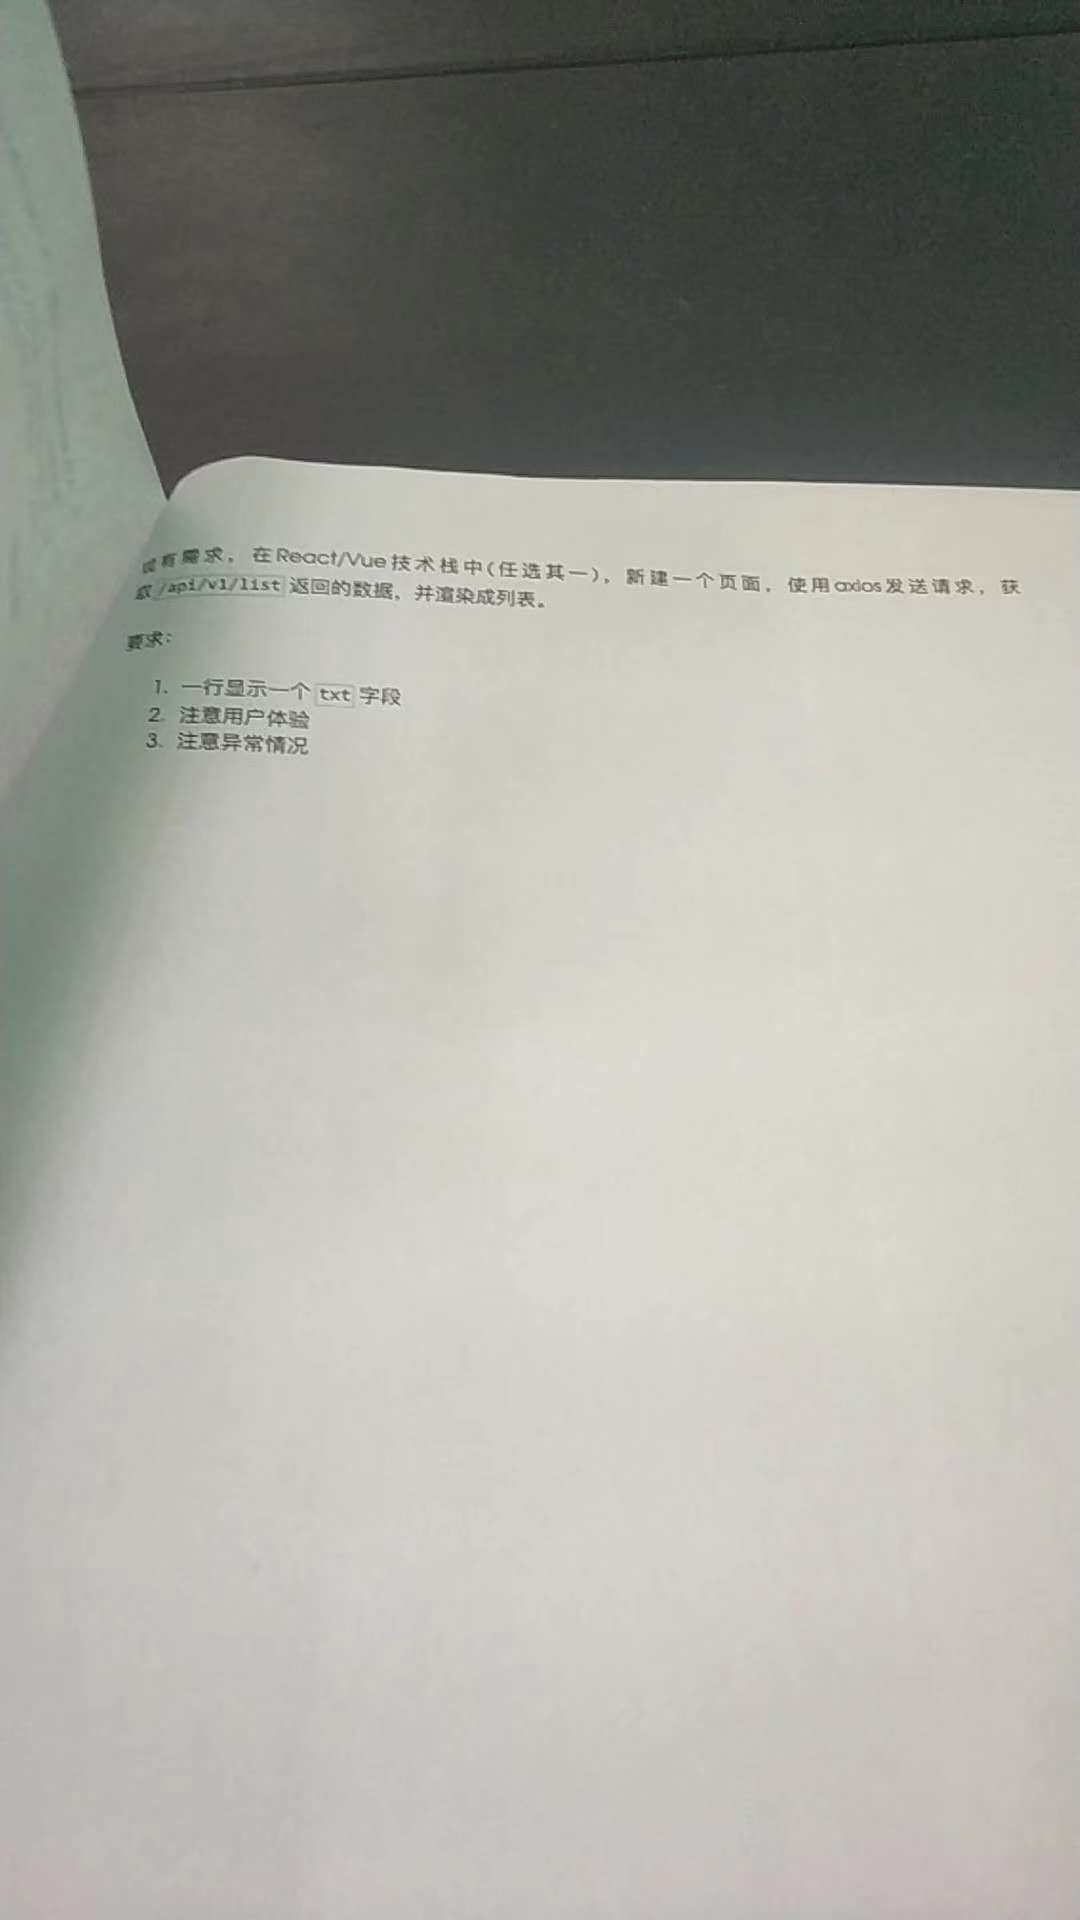 现有需求，在React/Vue技术栈中(任选其一)，新建一个页面，使用axios发送请求，获
取 /api/v1/list 返回的数据，并渲染成列表。
要求：
1. 一行显示一个 txt 字段
2. 注意用户体验
3. 注意异常情况